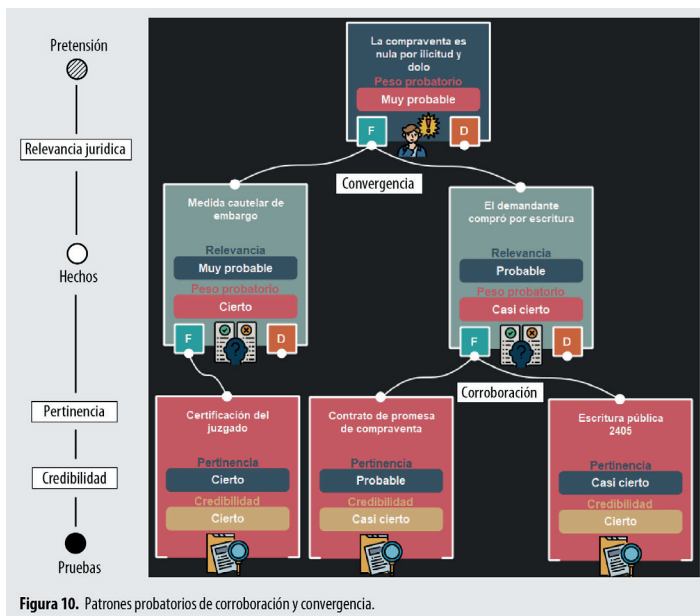 Pretensión
Relevancia juridica
Hechos
Pertinencia
Credibilidad
Pruebas
La compraventa es
nula por ilicitud y
dolo
Peso probatorio
Muy probable
F
D
Convergencia
Medida cautelar de
embargo
Relevancia
Muy probable
Peso probatorio
Cierto
F
D
El demandante
compró por escritura
Relevancia
Probable
Peso probatorio
Casi cierto
F
D
Corroboración
Certificación del
juzgado
Pertinencia
Cierto
Credibilidad
Cierto
Contrato de promesa
de compraventa
Pertinencia
Probable
Credibilidad
Casi cierto
Escritura pública
2405
Pertinencia
Casi cierto
Credibilidad
Cierto
Figura 10. Patrones probatorios de corroboración y convergencia.